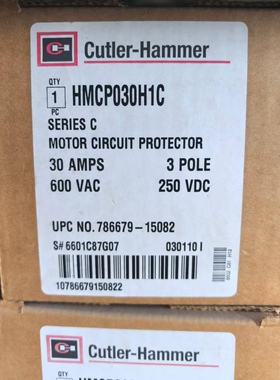 Cutler-Hammer
QTY
1 HMCP030H1C
PC
SERIES C
MOTOR CIRCUIT PROTECTOR
30 AMPS 3 POLE
600 VAC 250 VDC
UPC NO. 786679-15082
S# 6601C87G07 030110 I
10786679150822
Cutler-Hammer
QTY